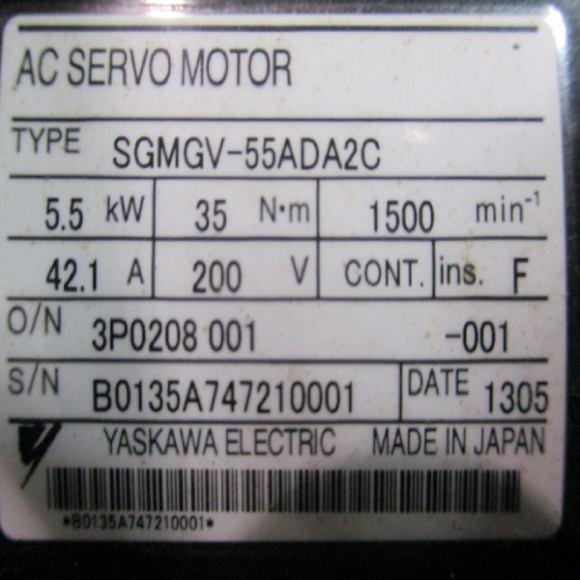 AC SERVO MOTOR
TYPE SGMGV-55ADA2C
5.5 kW 35 N·m 1500 min-1
42.1 A 200 V CONT. ins. F
O/N 3P0208 001 -001
S/N B0135A747210001 DATE 1305
YASKAWA ELECTRIC MADE IN JAPAN
*B0135A747210001*